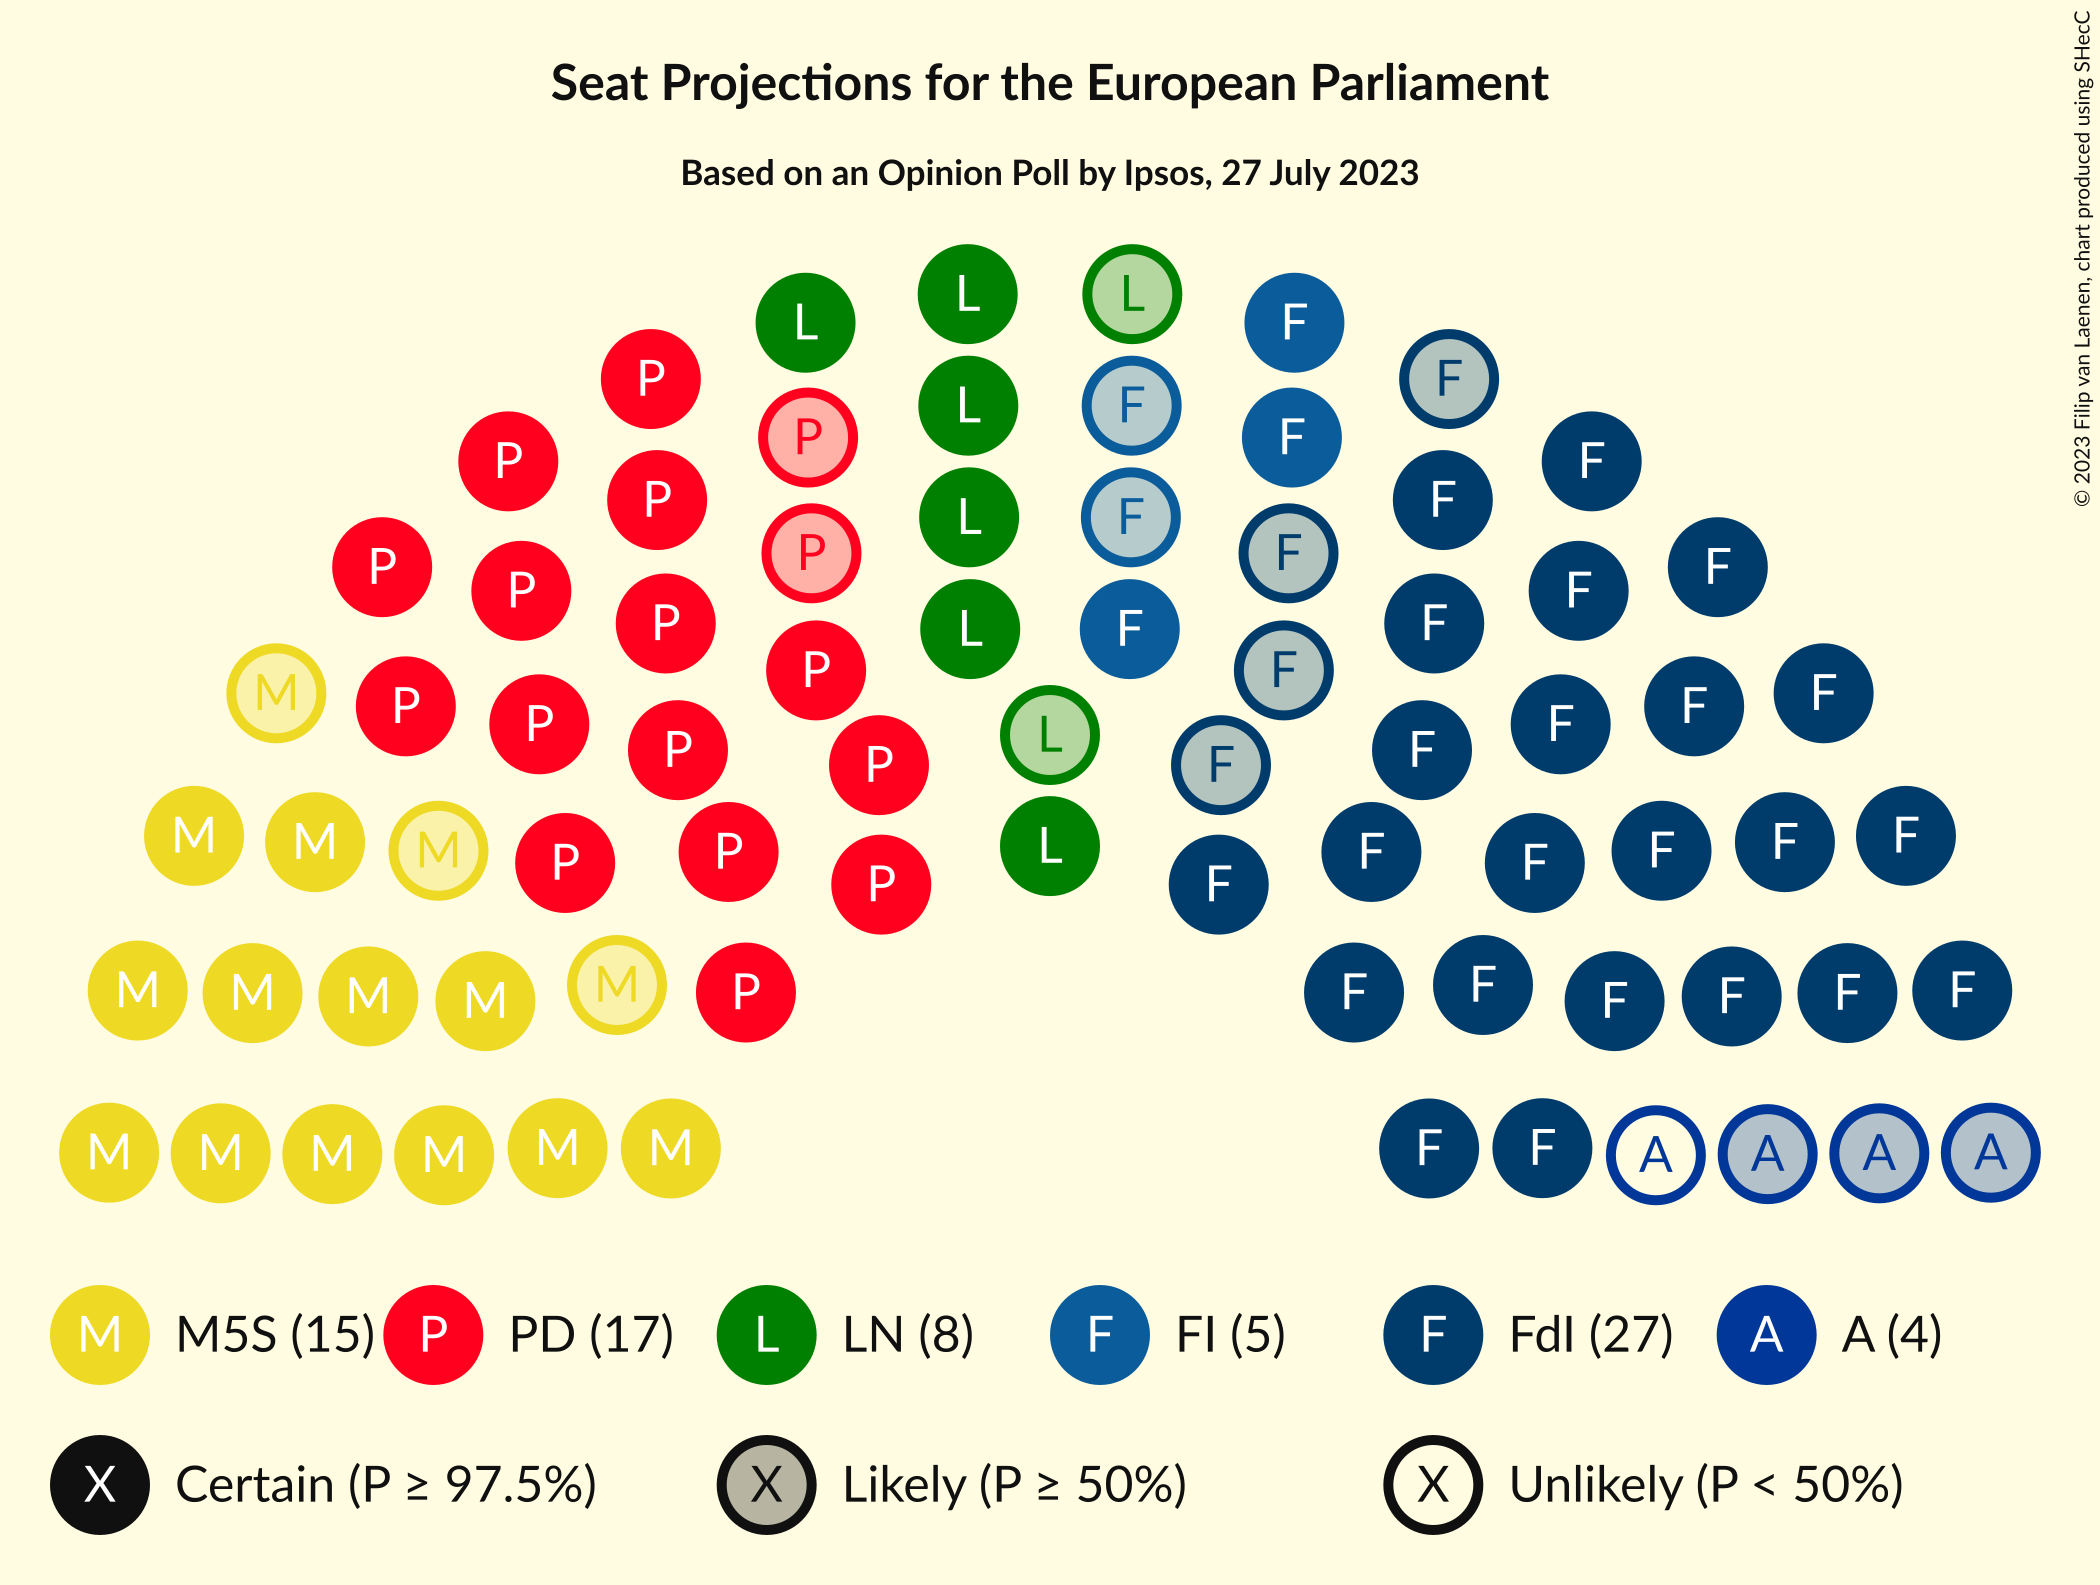 Seat Projections for the European Parliament
Based on an Opinion Poll by Ipsos, 27 July 2023
© 2023 Filip van Laenen, chart produced using SHecC
L L L F
P F
P F P F
P F F F
P P F F
P F
L F F
P P F F
M P L F F F
P P F F
P L F F
P F
M M M P P F F F F
L
P F F
M M M M M P F F F F F F
M M M M M M F F A A A A
M M5S (15) P PD (17) L LN (8) F FI (5) F FdI (27) A A (4)
X Certain (P ≥ 97.5%) X Likely (P ≥ 50%) X Unlikely (P < 50%)